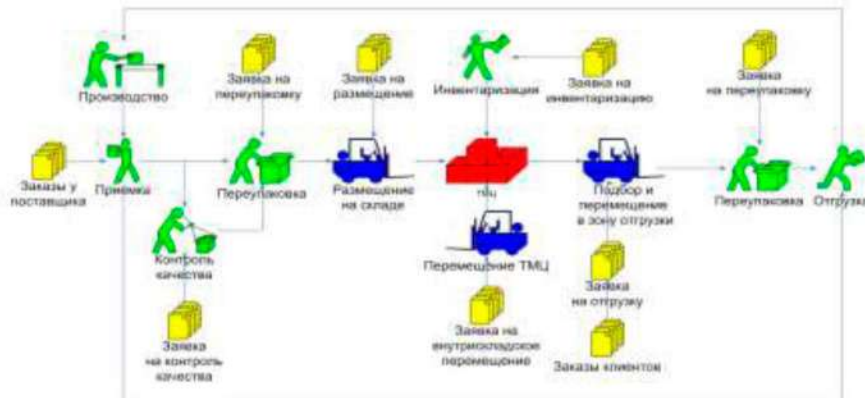 Производство
Заявка на
переупаковку
Заявка на
размещение
Инвентаризация
Заявка на
инвентаризацию
Заявка
на переупаковку
Заказы у
поставщика
Приемка
Переупаковка
Размещение
на складе
тмц
Подбор и
перемещение
в зону отгрузки
Переупаковка
Отгрузка
Контроль
качества
Перемещение ТМЦ
Заявка
на отгрузку
Заявка
на контроль
качества
Заявка на
внутрискладское
перемещение
Заказы клиентов